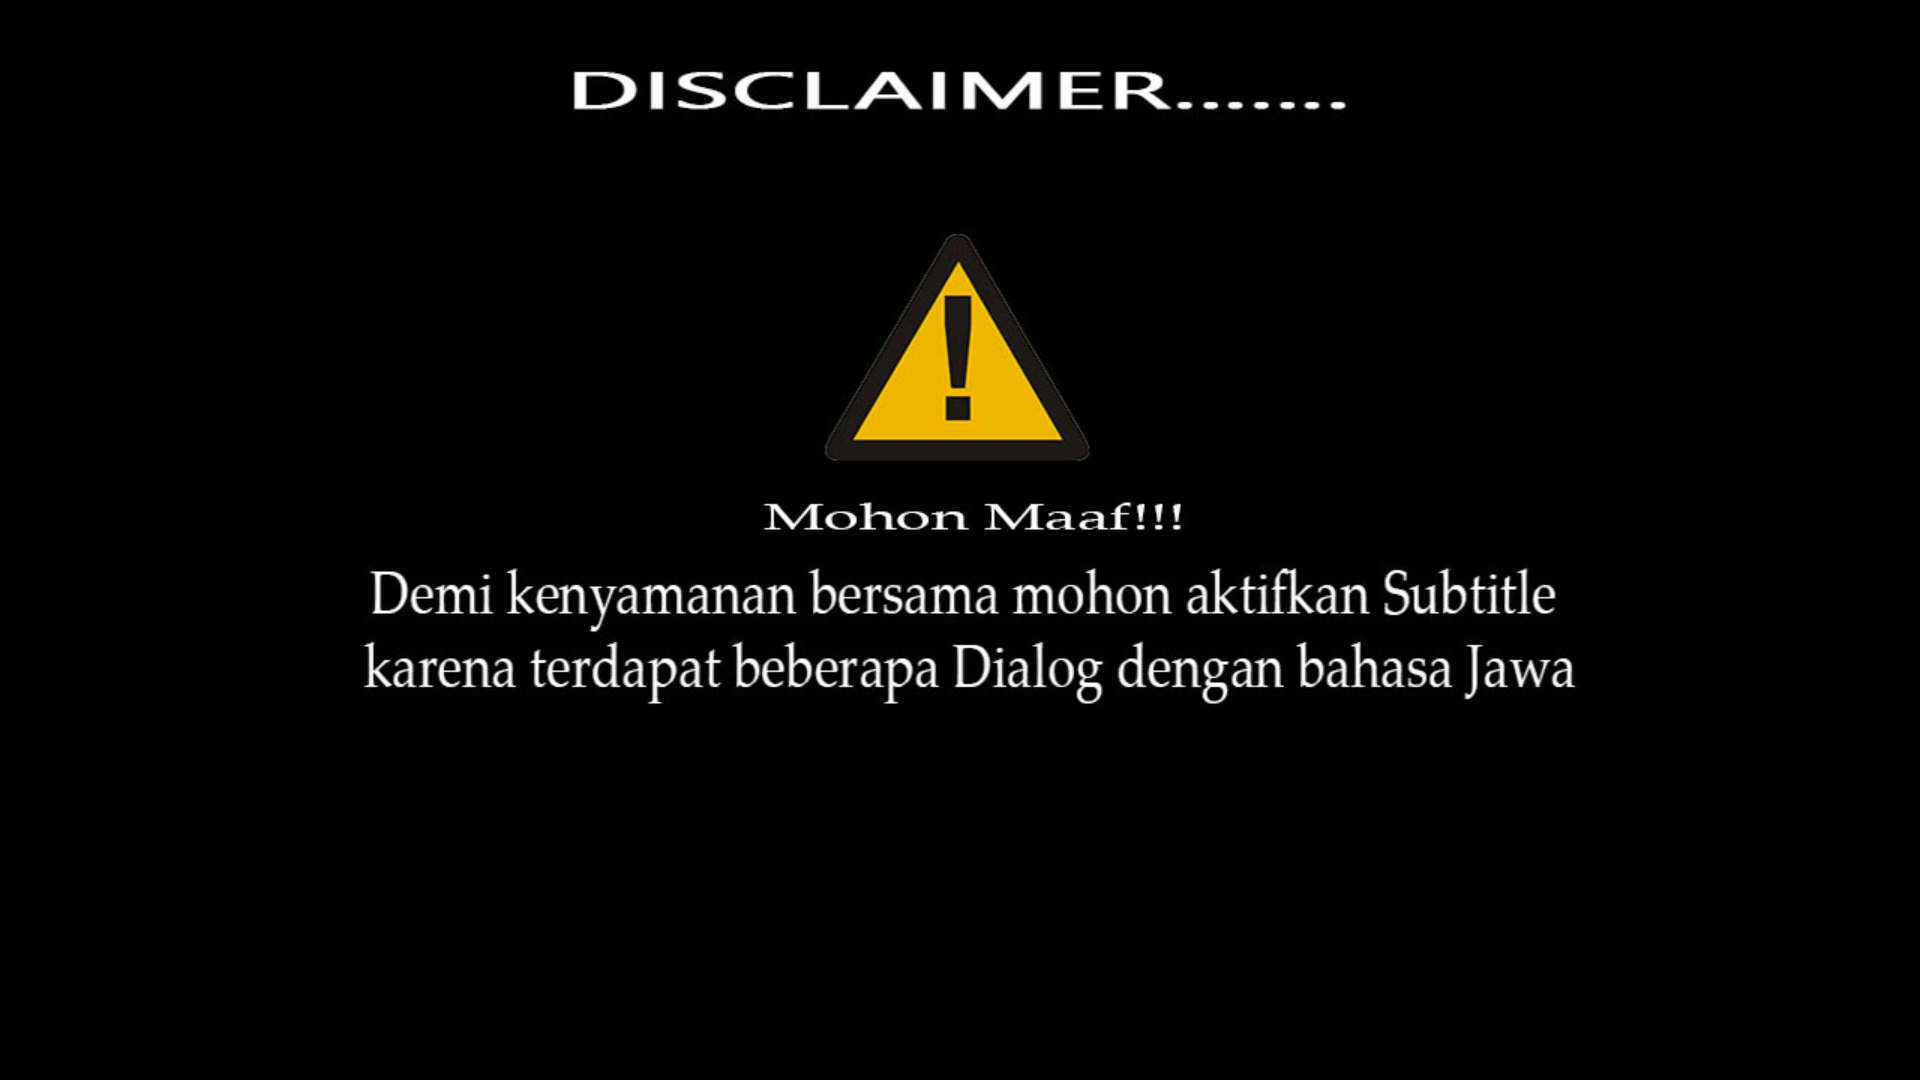 DISCLAIMER.......
Mohon Maaf!!!
Demi kenyamanan bersama mohon aktifkan Subtitle
karena terdapat beberapa Dialog dengan bahasa Jawa